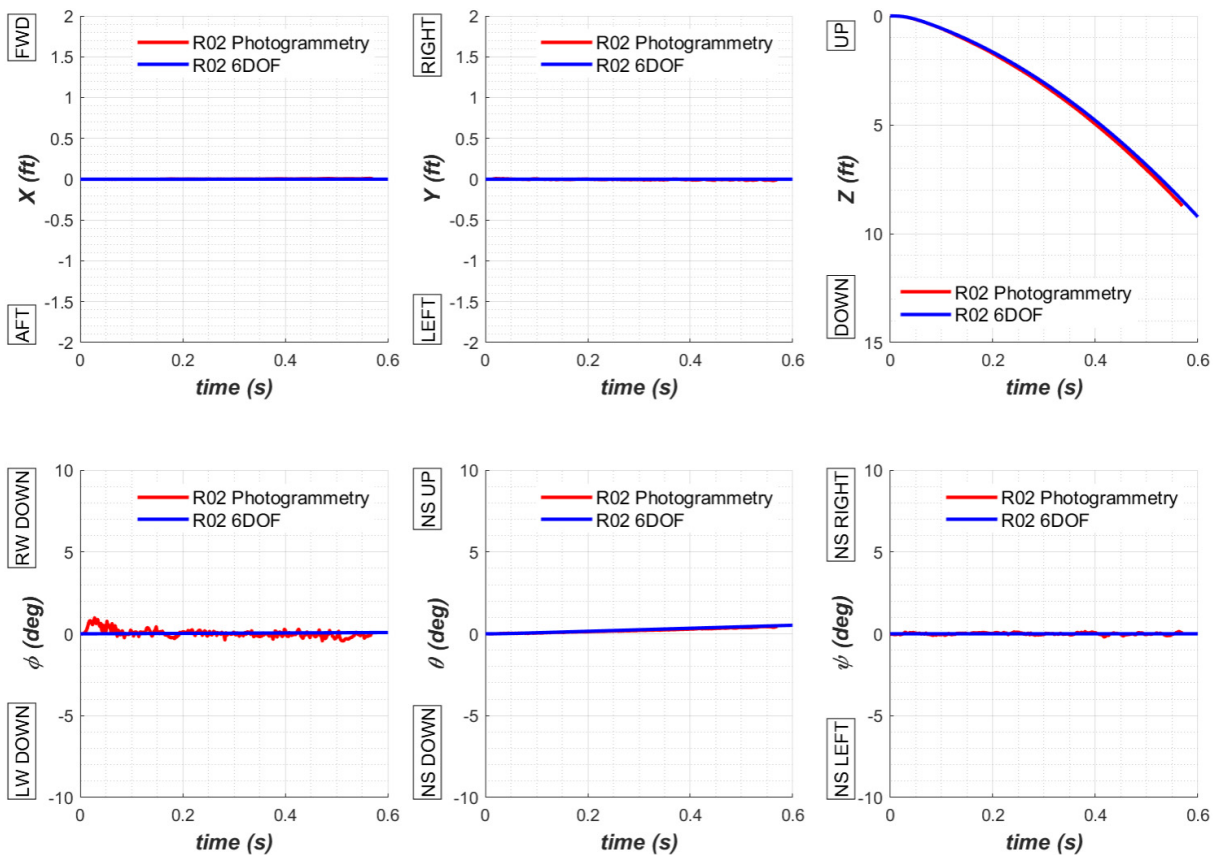 FWD
2
1.5
1
0.5
0
-0.5
-1
-1.5
-2
AFT
X (ft)
R02 Photogrammetry
R02 6DOF
0 0.2 0.4 0.6
time (s)
RIGHT
2
1.5
1
0.5
0
-0.5
-1
-1.5
-2
LEFT
Y (ft)
R02 Photogrammetry
R02 6DOF
0 0.2 0.4 0.6
time (s)
UP
0
5
10
15
DOWN
Z (ft)
R02 Photogrammetry
R02 6DOF
0 0.2 0.4 0.6
time (s)
RW DOWN
10
5
0
-5
-10
LW DOWN
ϕ (deg)
R02 Photogrammetry
R02 6DOF
0 0.2 0.4 0.6
time (s)
NS UP
10
5
0
-5
-10
NS DOWN
θ (deg)
R02 Photogrammetry
R02 6DOF
0 0.2 0.4 0.6
time (s)
NS RIGHT
10
5
0
-5
-10
NS LEFT
ψ (deg)
R02 Photogrammetry
R02 6DOF
0 0.2 0.4 0.6
time (s)